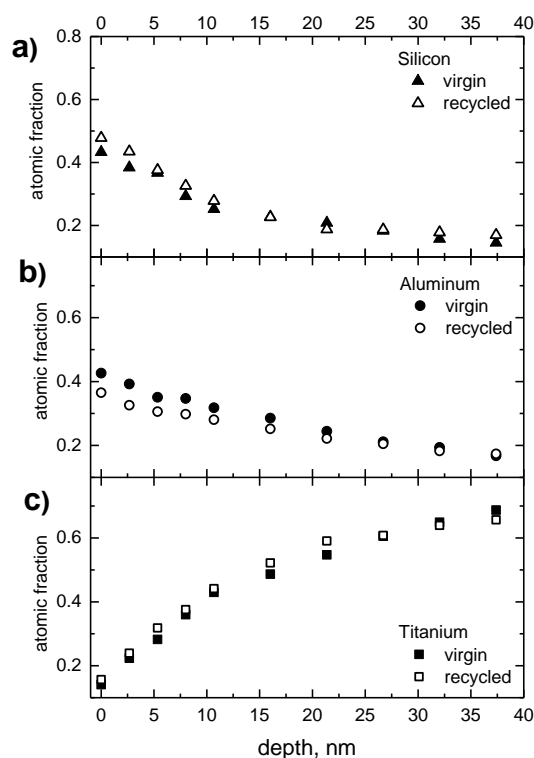 0 5 10 15 20 25 30 35 40
a)
0.8
Silicon
virgin
recycled
0.6
0.4
0.2
atomic fraction
b)
Aluminum
virgin
recycled
0.6
0.4
0.2
atomic fraction
c)
0.6
0.4
0.2
atomic fraction
Titanium
virgin
recycled
0 5 10 15 20 25 30 35 40
depth, nm